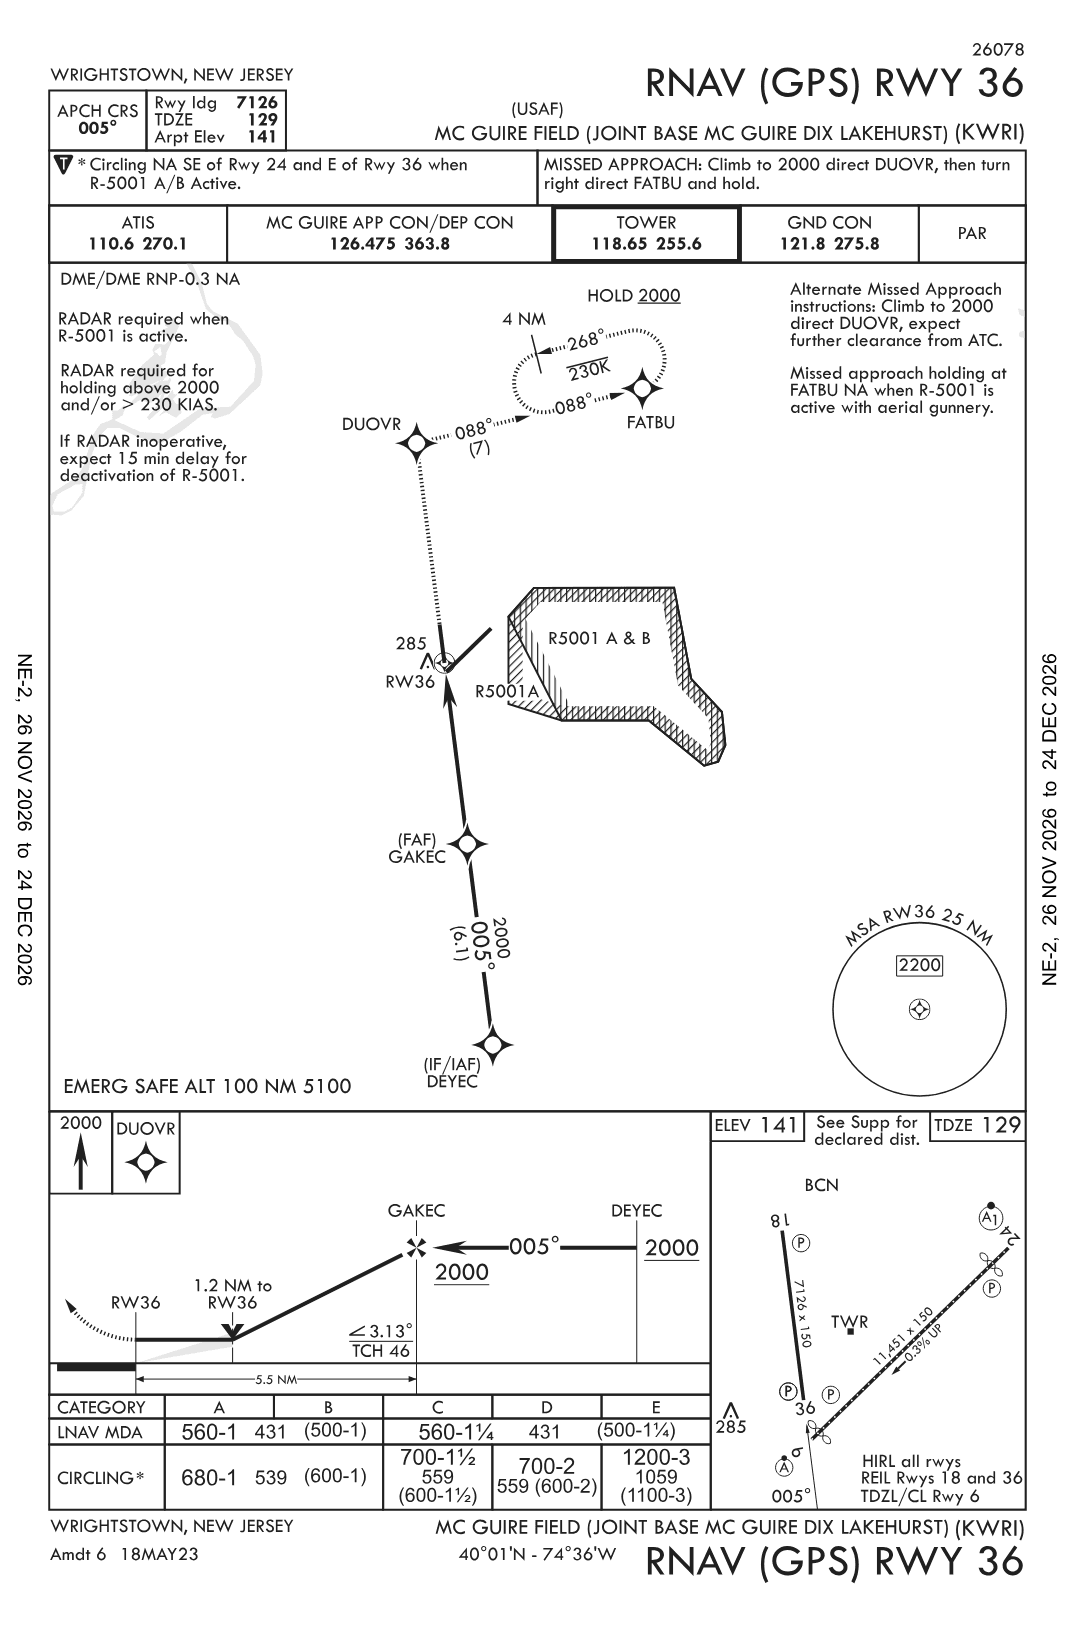 26078
WRIGHTSTOWN, NEW JERSEY
RNAV (GPS) RWY 36
APCH CRS
005°
Rwy ldg 7126
TDZE 129
Arpt Elev 141
(USAF)
MC GUIRE FIELD (JOINT BASE MC GUIRE DIX LAKEHURST) (KWRI)
T * Circling NA SE of Rwy 24 and E of Rwy 36 when
R-5001 A/B Active.
MISSED APPROACH: Climb to 2000 direct DUOVR, then turn
right direct FATBU and hold.
ATIS
110.6 270.1
MC GUIRE APP CON/DEP CON
126.475 363.8
TOWER
118.65 255.6
GND CON
121.8 275.8
PAR
DME/DME RNP-0.3 NA
RADAR required when
R-5001 is active.
RADAR required for
holding above 2000
and/or > 230 KIAS.
If RADAR inoperative,
expect 15 min delay for
deactivation of R-5001.
HOLD 2000
4 NM
268°
230K
088°
FATBU
DUOVR
088°
(7)
Alternate Missed Approach
instructions: Climb to 2000
direct DUOVR, expect
further clearance from ATC.
Missed approach holding at
FATBU NA when R-5001 is
active with aerial gunnery.
285
RW36
R5001 A & B
R5001A
(FAF)
GAKEC
2000
005°
(6.1)
(IF/IAF)
DEYEC
MSA RW36 25 NM
2200
EMERG SAFE ALT 100 NM 5100
NE-2, 26 NOV 2026 to 24 DEC 2026
NE-2, 26 NOV 2026 to 24 DEC 2026
2000
DUOVR
GAKEC
DEYEC
005°
2000
2000
1.2 NM to
RW36
RW36
3.13°
TCH 46
5.5 NM
CATEGORY A B C D E
LNAV MDA 560-1 431 (500-1) 560-1¼ 431 (500-1¼)
CIRCLING* 680-1 539 (600-1)
700-1½
559
(600-1½)
700-2
559 (600-2)
1200-3
1059
(1100-3)
ELEV 141
See Supp for
declared dist.
TDZE 129
BCN
18
P
A1
24
P
7126 x 150
TWR
11,451 x 150
0.3% UP
P
P
36
285
6
A
005°
HIRL all rwys
REIL Rwys 18 and 36
TDZL/CL Rwy 6
WRIGHTSTOWN, NEW JERSEY
Amdt 6 18MAY23
40°01'N - 74°36'W
MC GUIRE FIELD (JOINT BASE MC GUIRE DIX LAKEHURST) (KWRI)
RNAV (GPS) RWY 36